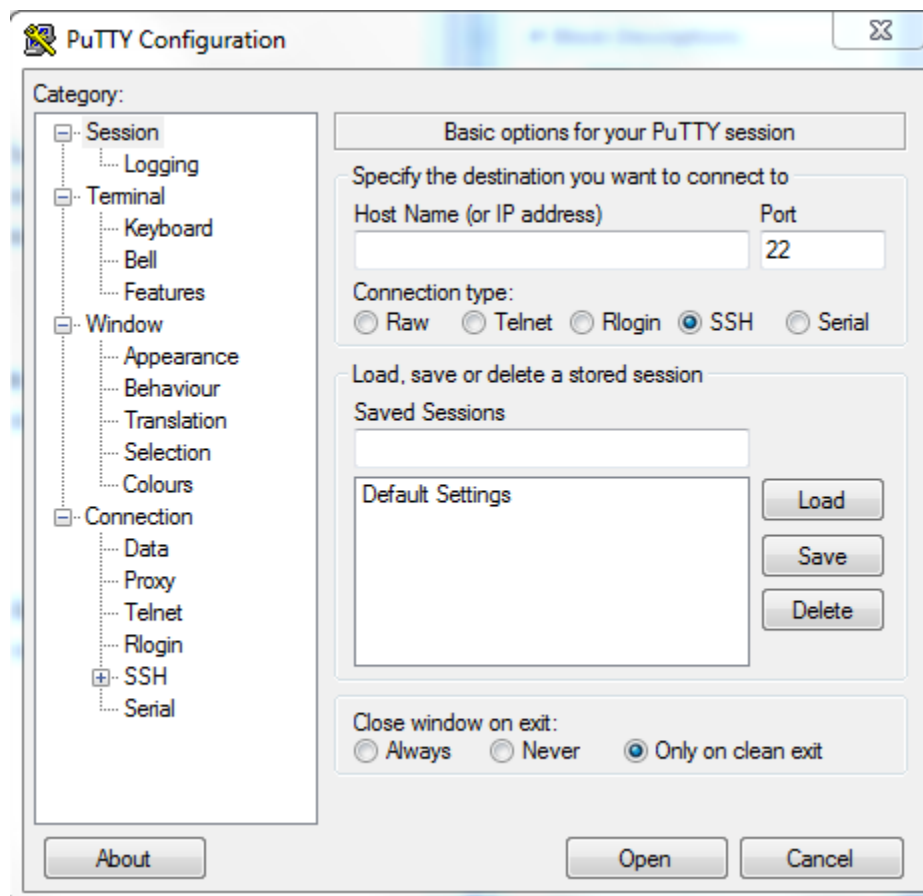 PuTTY Configuration
Category:
Session
Logging
Terminal
Keyboard
Bell
Features
Window
Appearance
Behaviour
Translation
Selection
Colours
Connection
Data
Proxy
Telnet
Rlogin
SSH
Serial
Basic options for your PuTTY session
Specify the destination you want to connect to
Host Name (or IP address) Port
22
Connection type:
Raw Telnet Rlogin SSH Serial
Load, save or delete a stored session
Saved Sessions
Default Settings
Load
Save
Delete
Close window on exit:
Always Never Only on clean exit
About Open Cancel